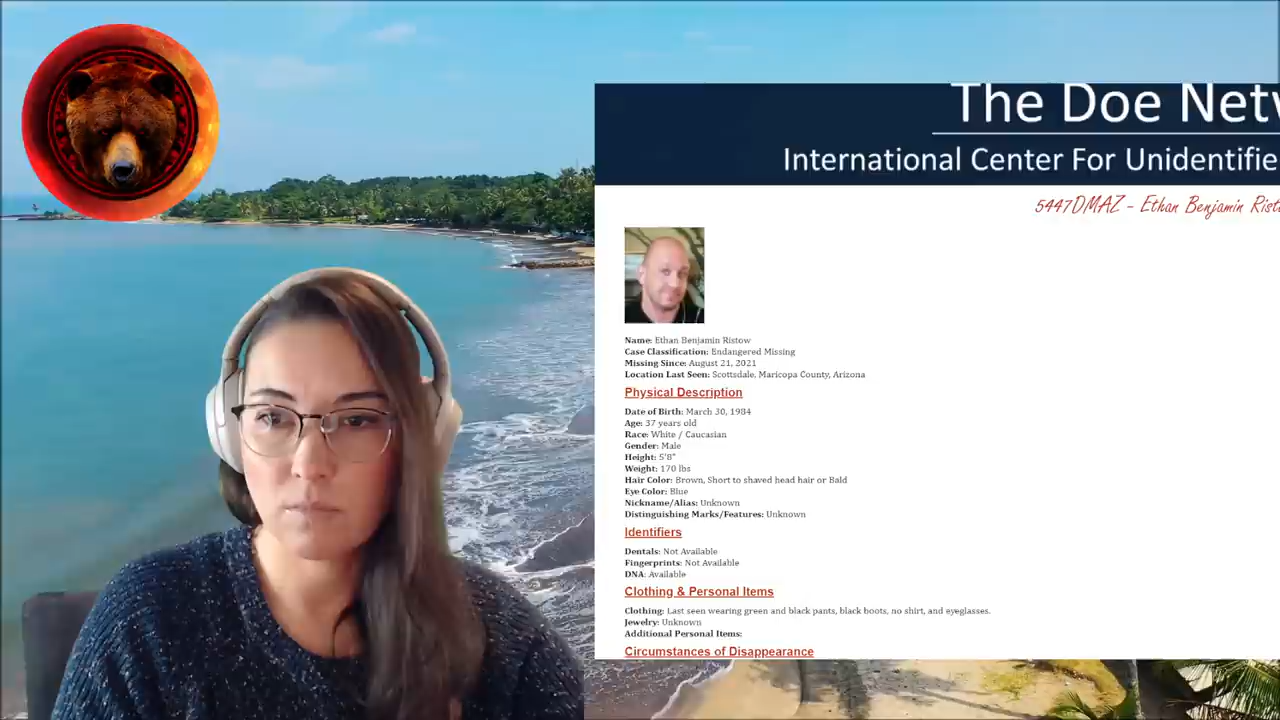 The Doe Net
International Center For Unidentifie
5447DMAZ - Ethan Benjamin
Name: Ethan Benjamin Ristow
Case Classification: Endangered Missing
Missing Since: August 21, 2021
Location Last Seen: Scottsdale, Maricopa County, Arizona
Physical Description
Date of Birth: March 30, 1984
Age: 37 years old
Race: White / Caucasian
Gender: Male
Height: 5'8"
Weight: 170 lbs
Hair Color: Brown, Short to shaved head hair or Bald
Eye Color: Blue
Nickname/Alias: Unknown
Distinguishing Marks/Features: Unknown
Identifiers
Dentals: Not Available
Fingerprints: Not Available
DNA: Available
Clothing & Personal Items
Clothing: Last seen wearing green and black pants, black boots, no shirt, and eyeglasses.
Jewelry: Unknown
Additional Personal Items:
Circumstances of Disappearance